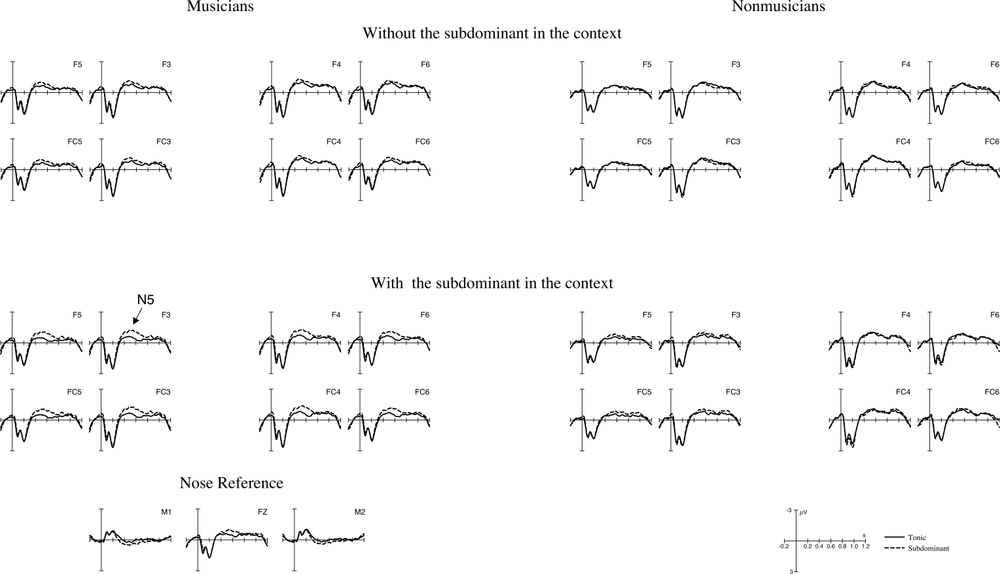 Musicians Nonmusicians
Without the subdominant in the context
F5 F3 F4 F6 F5 F3 F4 F6
FC5 FC3 FC4 FC6 FC5 FC3 FC4 FC6
With the subdominant in the context
N5
F5 F3 F4 F6 F5 F3 F4 F6
FC5 FC3 FC4 FC6 FC5 FC3 FC4 FC6
Nose Reference
M1 FZ M2
-3 µV
s
-0.2 0.2 0.4 0.6 0.8 1.0 1.2
3
Tonic
Subdominant